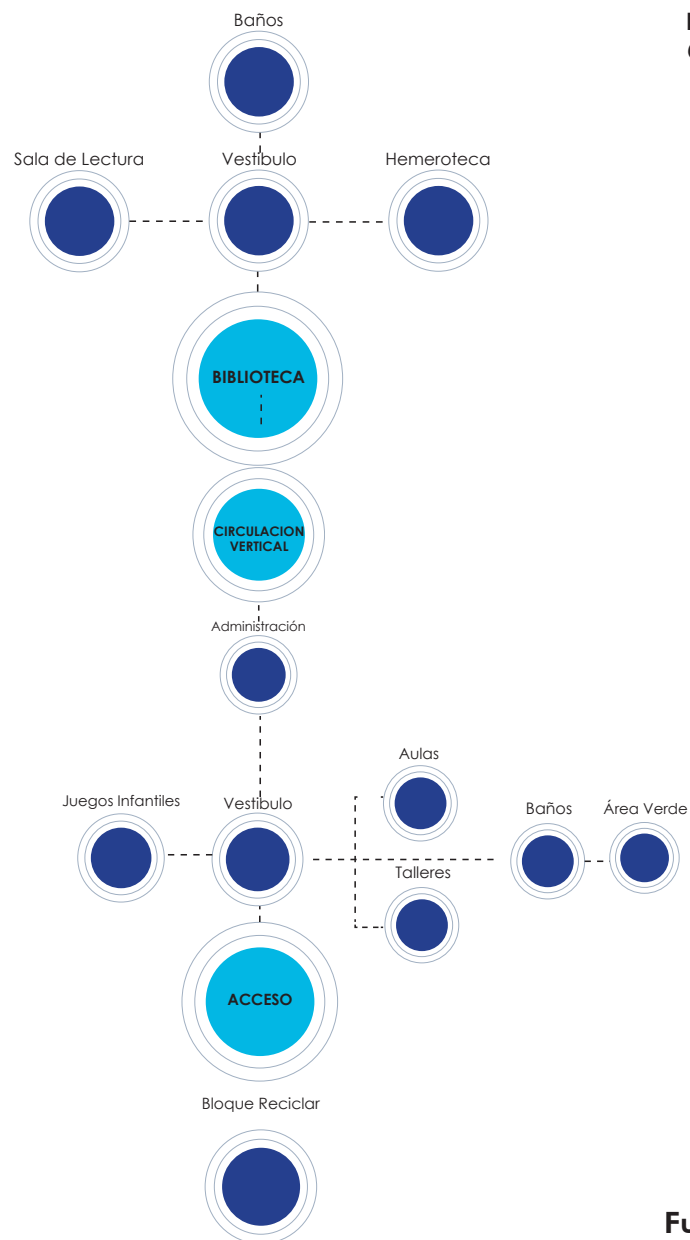 Baños
Sala de Lectura
Vestíbulo
Hemeroteca
BIBLIOTECA
CIRCULACION
VERTICAL
Administración
Aulas
Juegos Infantiles
Vestíbulo
Baños
Área Verde
Talleres
ACCESO
Bloque Reciclar
Fu